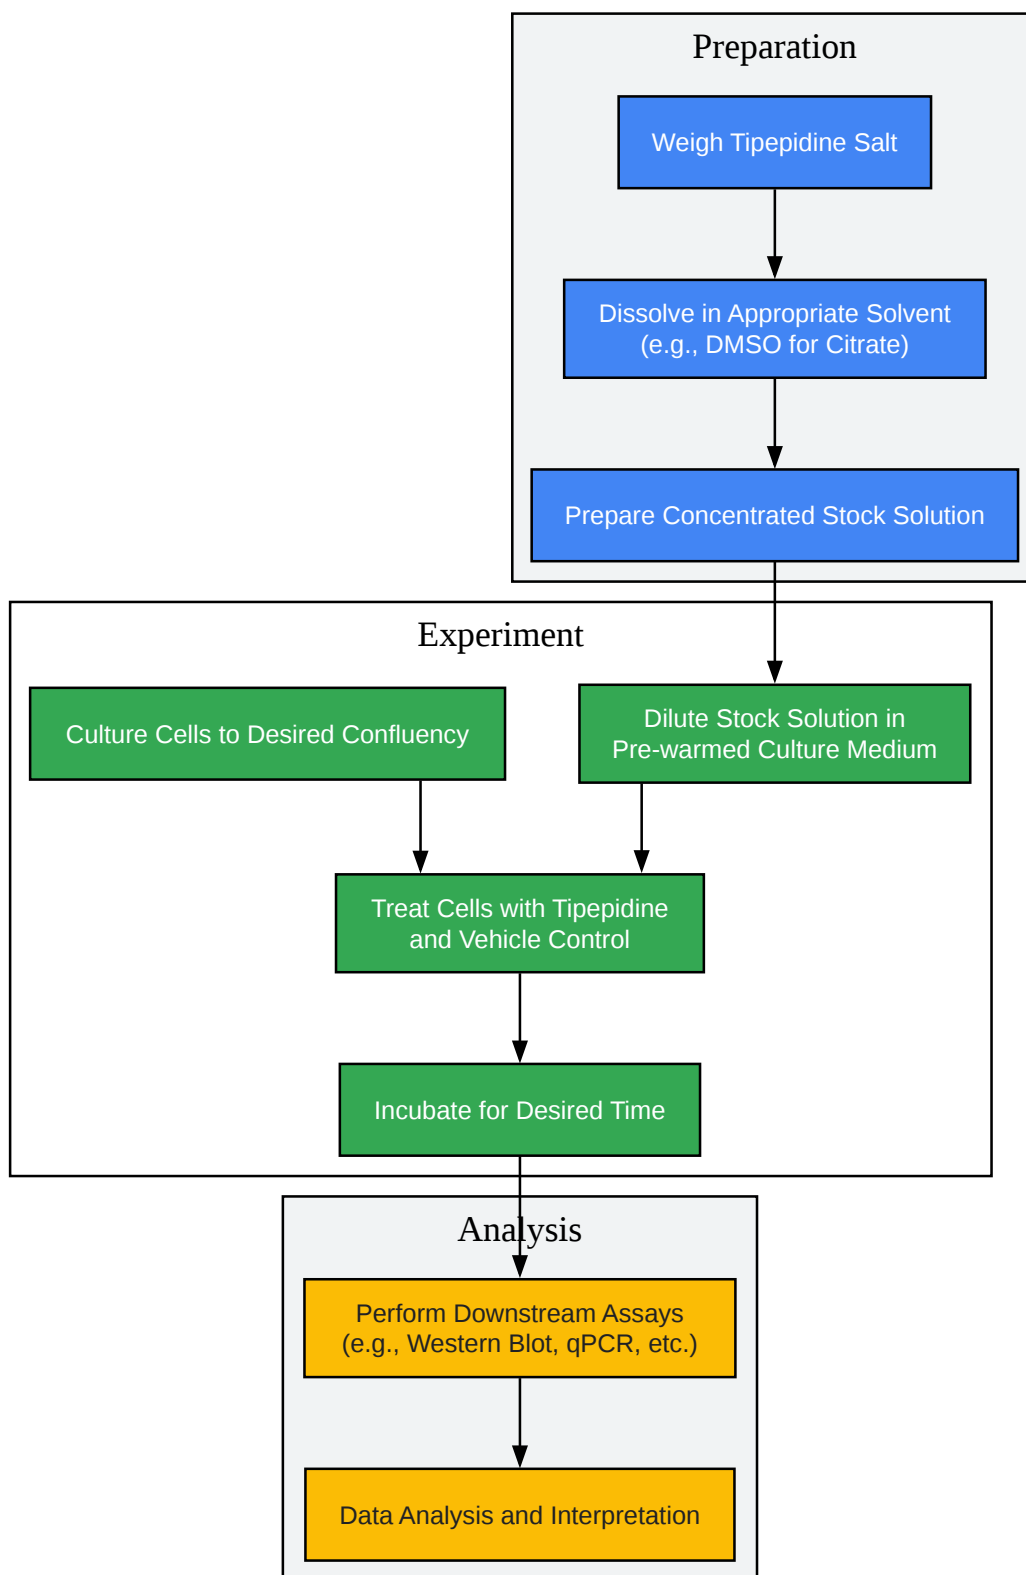 Preparation
Weigh Tipepidine Salt
Dissolve in Appropriate Solvent
(e.g., DMSO for Citrate)
Prepare Concentrated Stock Solution
Experiment
Culture Cells to Desired Confluency
Dilute Stock Solution in
Pre-warmed Culture Medium
Treat Cells with Tipepidine
and Vehicle Control
Incubate for Desired Time
Analysis
Perform Downstream Assays
(e.g., Western Blot, qPCR, etc.)
Data Analysis and Interpretation